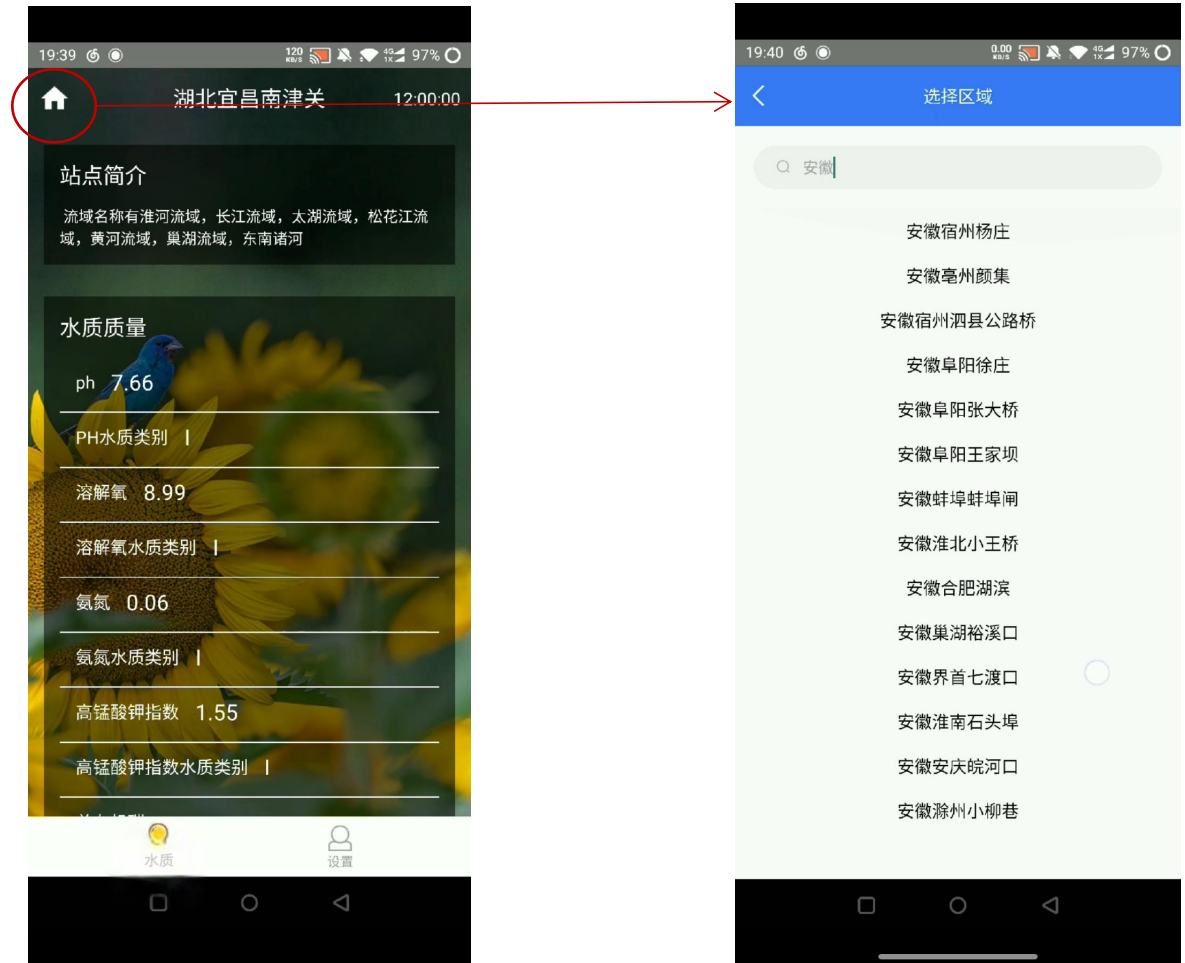 19:39
120
KB/S
4G
1X
97%
湖北宜昌南津关
12:00:00
站点简介
流域名称有淮河流域，长江流域，太湖流域，松花江流
域，黄河流域，巢湖流域，东南诸河
水质质量
ph 7.66
PH水质类别 I
溶解氧 8.99
溶解氧水质类别 I
氨氮 0.06
氨氮水质类别 I
高锰酸钾指数 1.55
高锰酸钾指数水质类别 I
水质
设置
19:40
0.00
KB/S
4G
1X
97%
选择区域
安徽
安徽宿州杨庄
安徽亳州颜集
安徽宿州泗县公路桥
安徽阜阳徐庄
安徽阜阳张大桥
安徽阜阳王家坝
安徽蚌埠蚌埠闸
安徽淮北小王桥
安徽合肥湖滨
安徽巢湖裕溪口
安徽界首七渡口
安徽淮南石头埠
安徽安庆皖河口
安徽滁州小柳巷